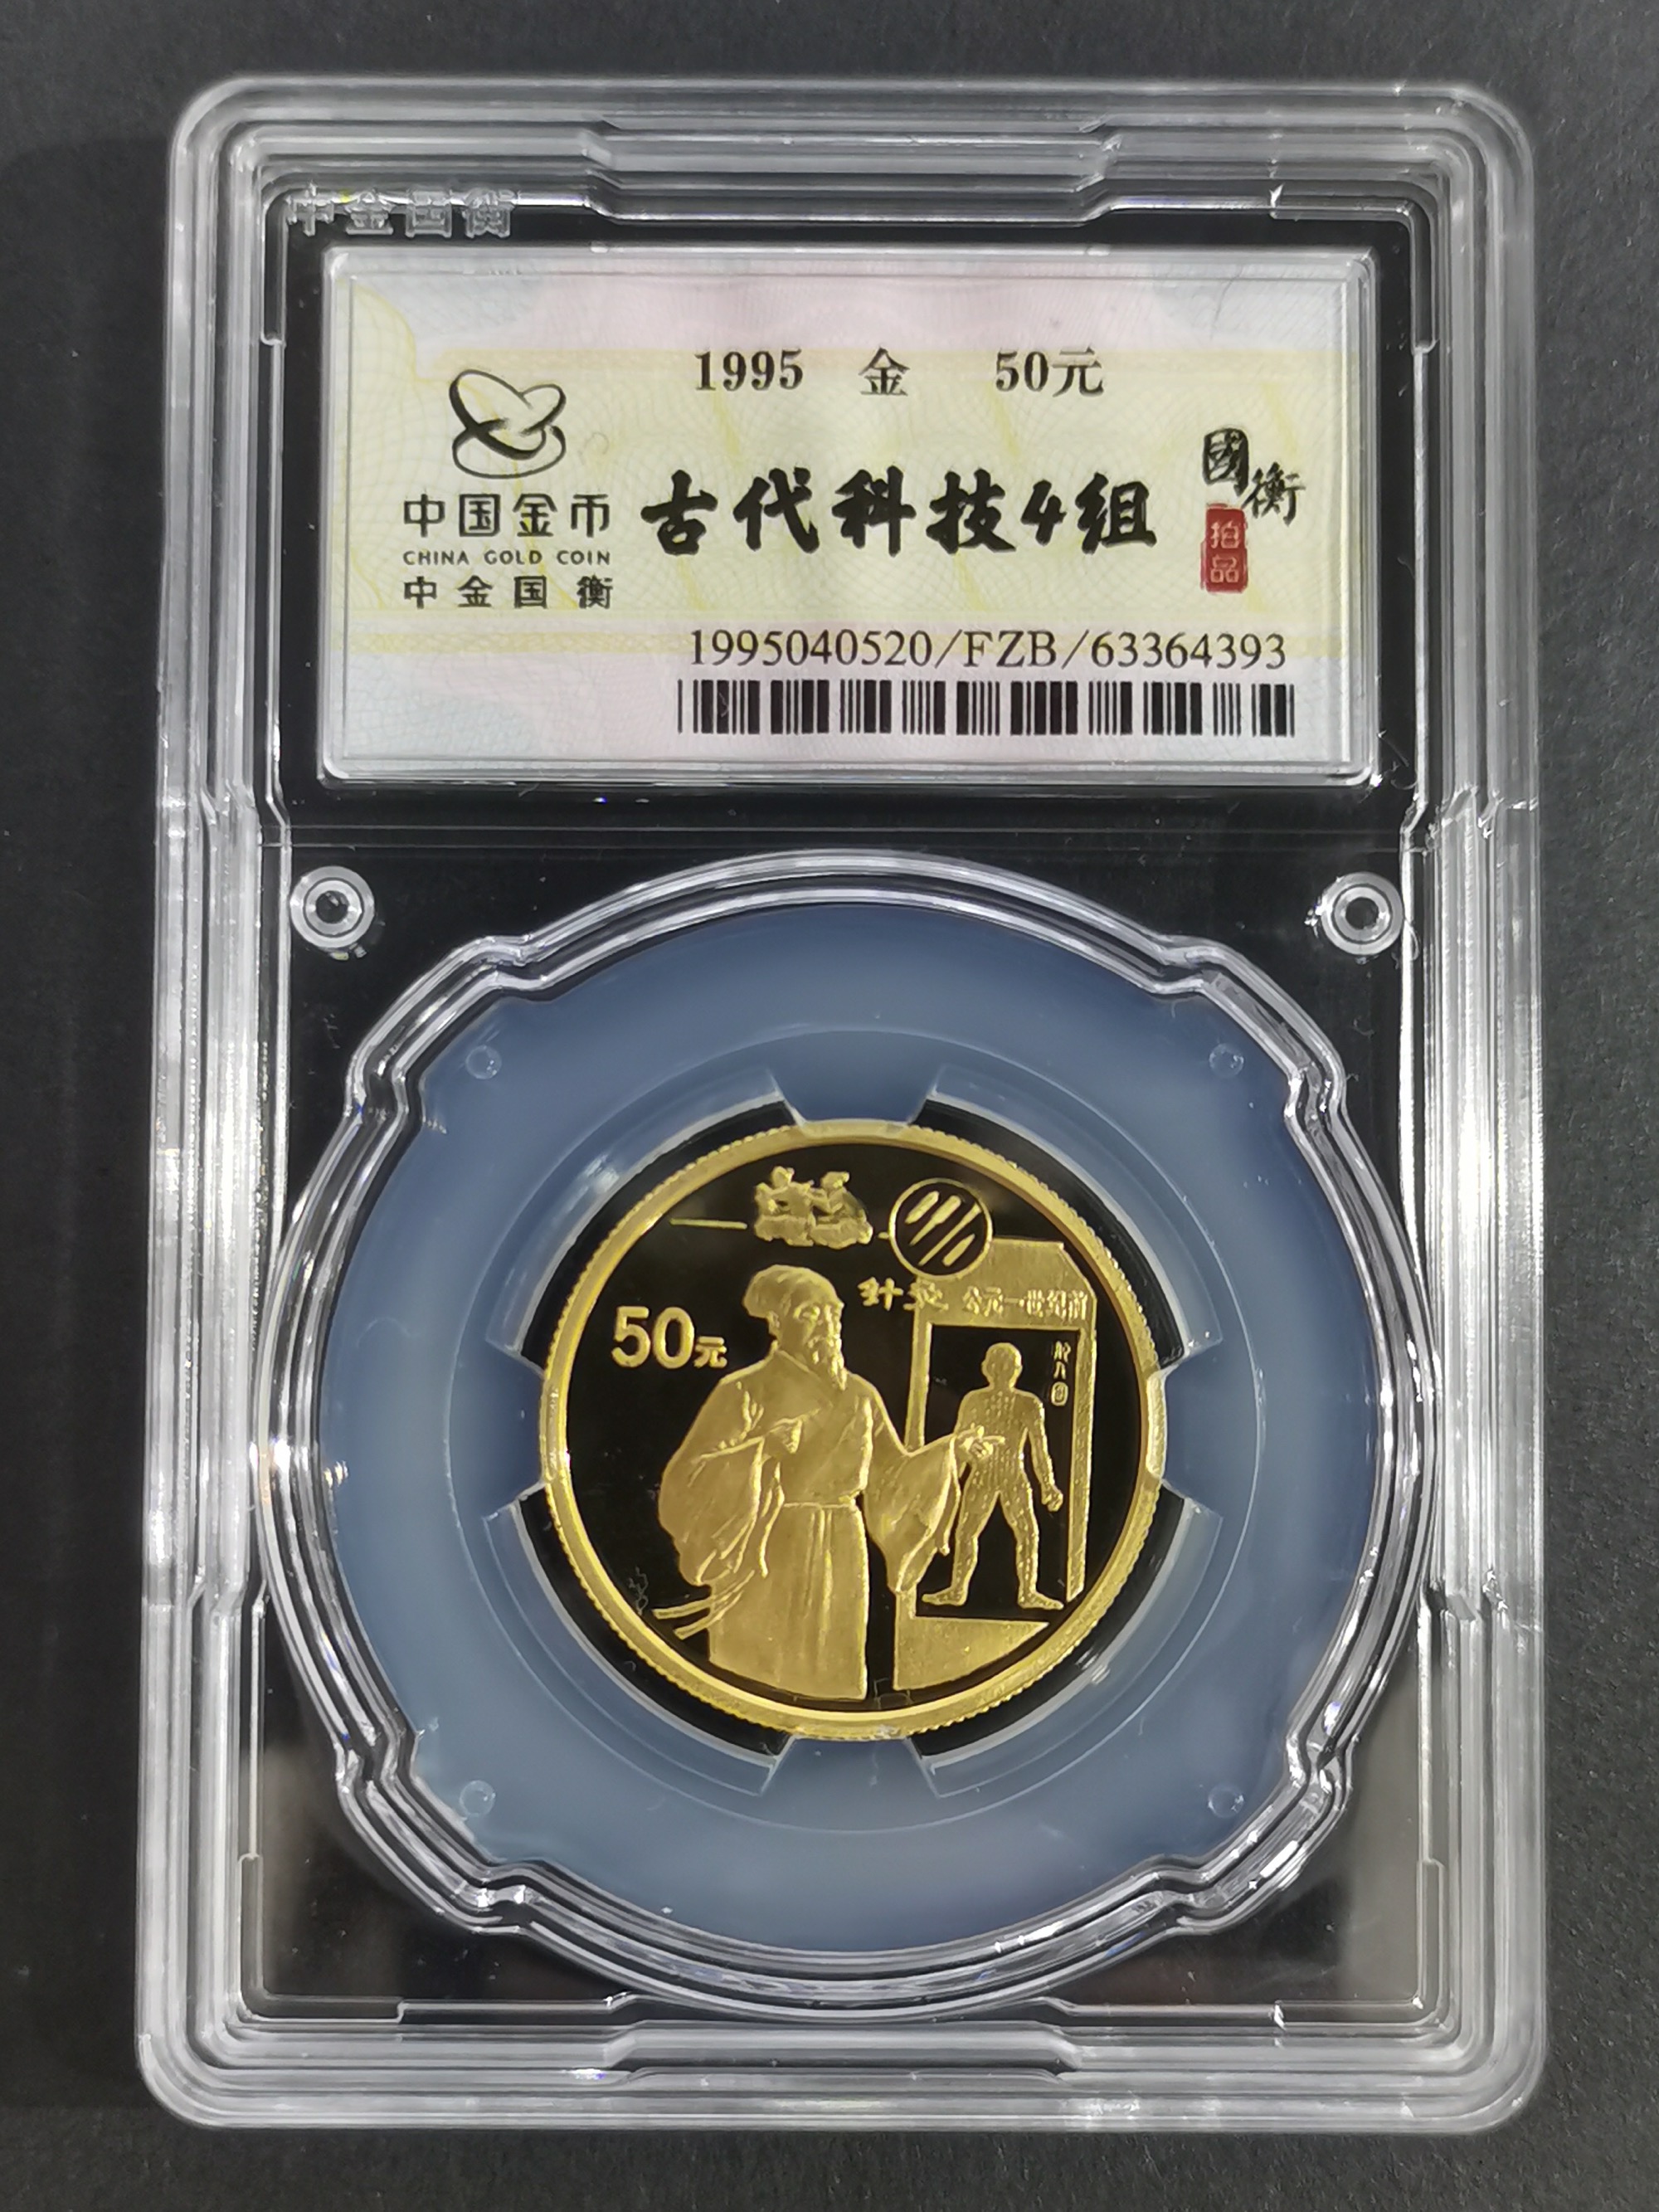 中金国衡
1995 金 50元
中国金币
CHINA GOLD COIN
中金国衡
古代科技4组
國衡
拍品
1995040520/FZB/63364393
50元
针灸 公元一世纪前